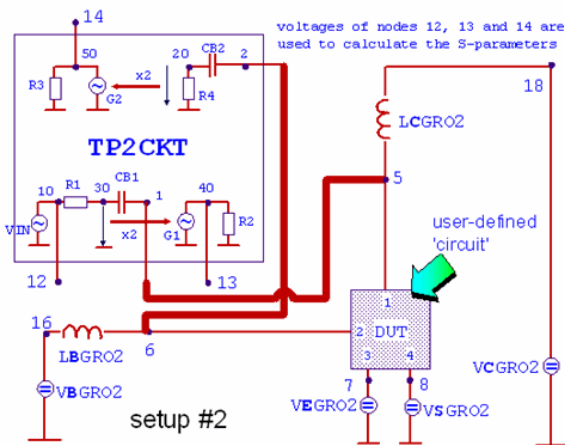 14
voltages of nodes 12, 13 and 14 are
used to calculate the S-parameters
50
20
CB2
2
18
R3
G2
x2
R4
LCGRO2
TP2CKT
5
10
R1
30
CB1
1
40
VIN
x2
G1
R2
user-defined
'circuit'
12
13
1
16
6
2
DUT
LBGRO2
3
4
VBGRO2
7
8
VCGRO2
setup #2
VEGRO2
VSGRO2